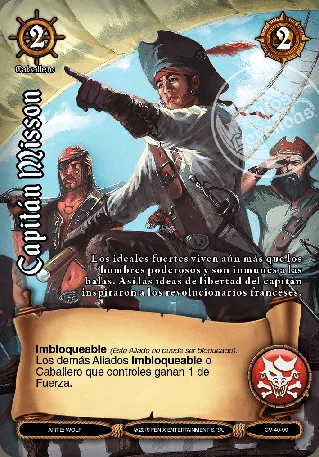 2
Caballero
2
Capitán Misson
Los ideales fuertes viven aún más que los
hombres poderosos y son inmunes a las
balas. Así las ideas de libertad del capitán
inspiraron a los revolucionarios franceses.
Imbloqueable (Este Aliado no puede ser bloqueado).
Los demás Aliados Imbloqueable o
Caballero que controles ganan 1 de
Fuerza.
ARTE: WOLF